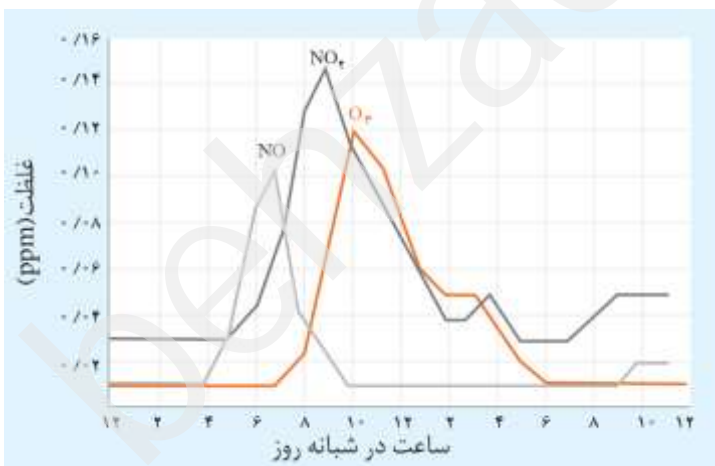 ۰/۱۶
۰/۱۴
۰/۱۲
۰/۱۰
۰/۰۸
۰/۰۶
۰/۰۴
۰/۰۲
غلظت (ppm)
NO₂
O₃
NO
۱۲ ۲ ۴ ۶ ۸ ۱۰ ۱۲ ۲ ۴ ۶ ۸ ۱۰ ۱۲
ساعت در شبانه روز